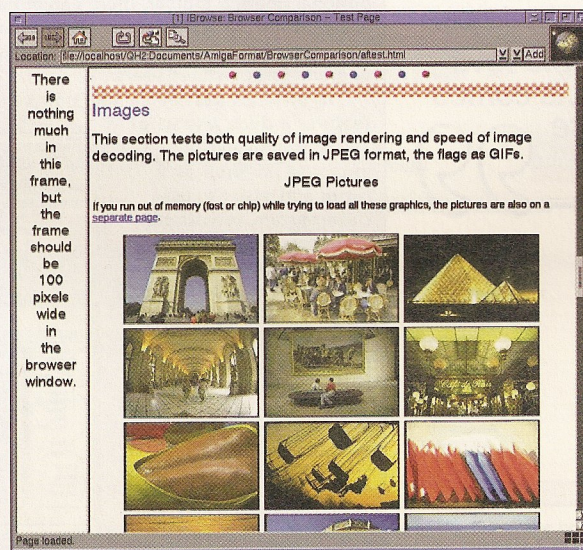 [1] IBrowse: Browser Comparison – Test Page
Location: file://localhost/QH2:Documents/AmigaFormat/BrowserComparison/aftest.html
Add
There
is
nothing
much
in
this
frame,
but
the
frame
should
be
100
pixels
wide
in
the
browser
window.
Images
This section tests both quality of image rendering and speed of image
decoding. The pictures are saved in JPEG format, the flags as GIFs.
JPEG Pictures
If you run out of memory (fast or chip) while trying to load all these graphics, the pictures are also on a
separate page.
Page loaded.